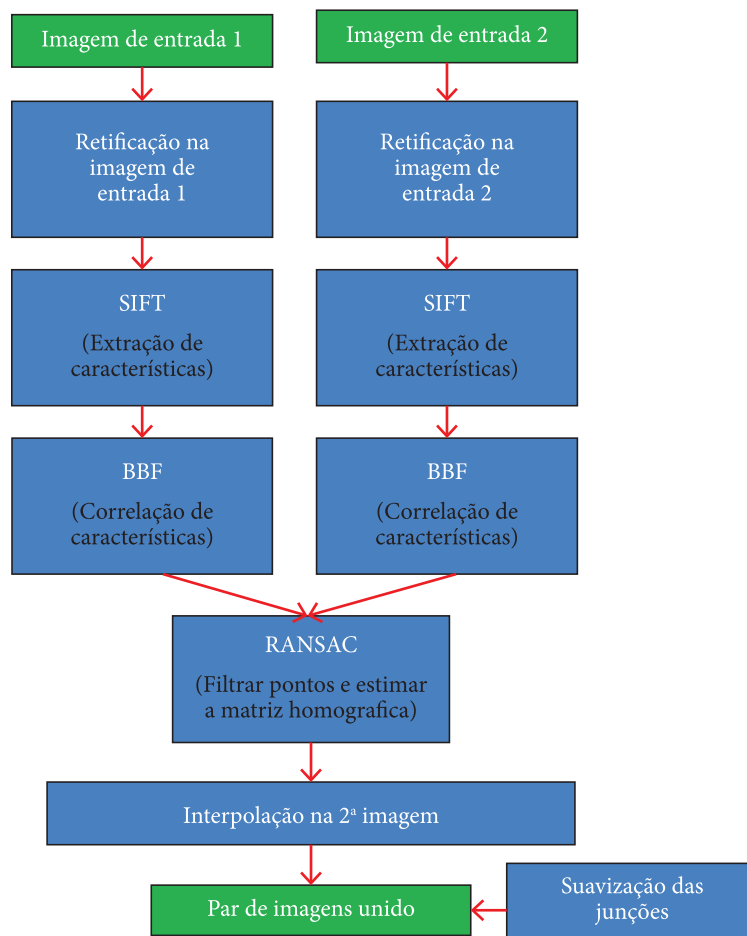 Imagem de entrada 1
Imagem de entrada 2
Retificação na
imagem de
entrada 1
Retificação na
imagem de
entrada 2
SIFT
(Extração de
características)
SIFT
(Extração de
características)
BBF
(Correlação de
características)
BBF
(Correlação de
características)
RANSAC
(Filtrar pontos e estimar
a matriz homografica)
Interpolação na 2ª imagem
Par de imagens unido
Suavização das
junções